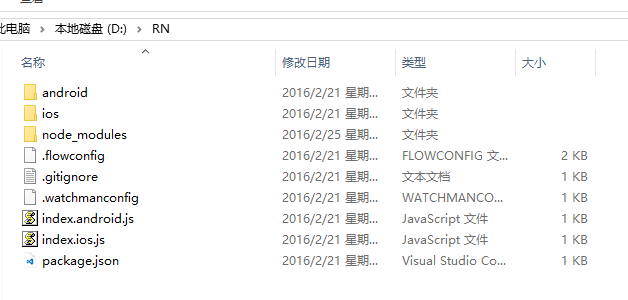 此电脑 > 本地磁盘 (D:) > RN
名称 修改日期 类型 大小
android 2016/2/21 星期... 文件夹
ios 2016/2/21 星期... 文件夹
node_modules 2016/2/25 星期... 文件夹
.flowconfig 2016/2/21 星期... FLOWCONFIG 文... 2 KB
.gitignore 2016/2/21 星期... 文本文档 1 KB
.watchmanconfig 2016/2/21 星期... WATCHMANCO... 1 KB
index.android.js 2016/2/21 星期... JavaScript 文件 1 KB
index.ios.js 2016/2/21 星期... JavaScript 文件 1 KB
package.json 2016/2/21 星期... Visual Studio Co... 1 KB